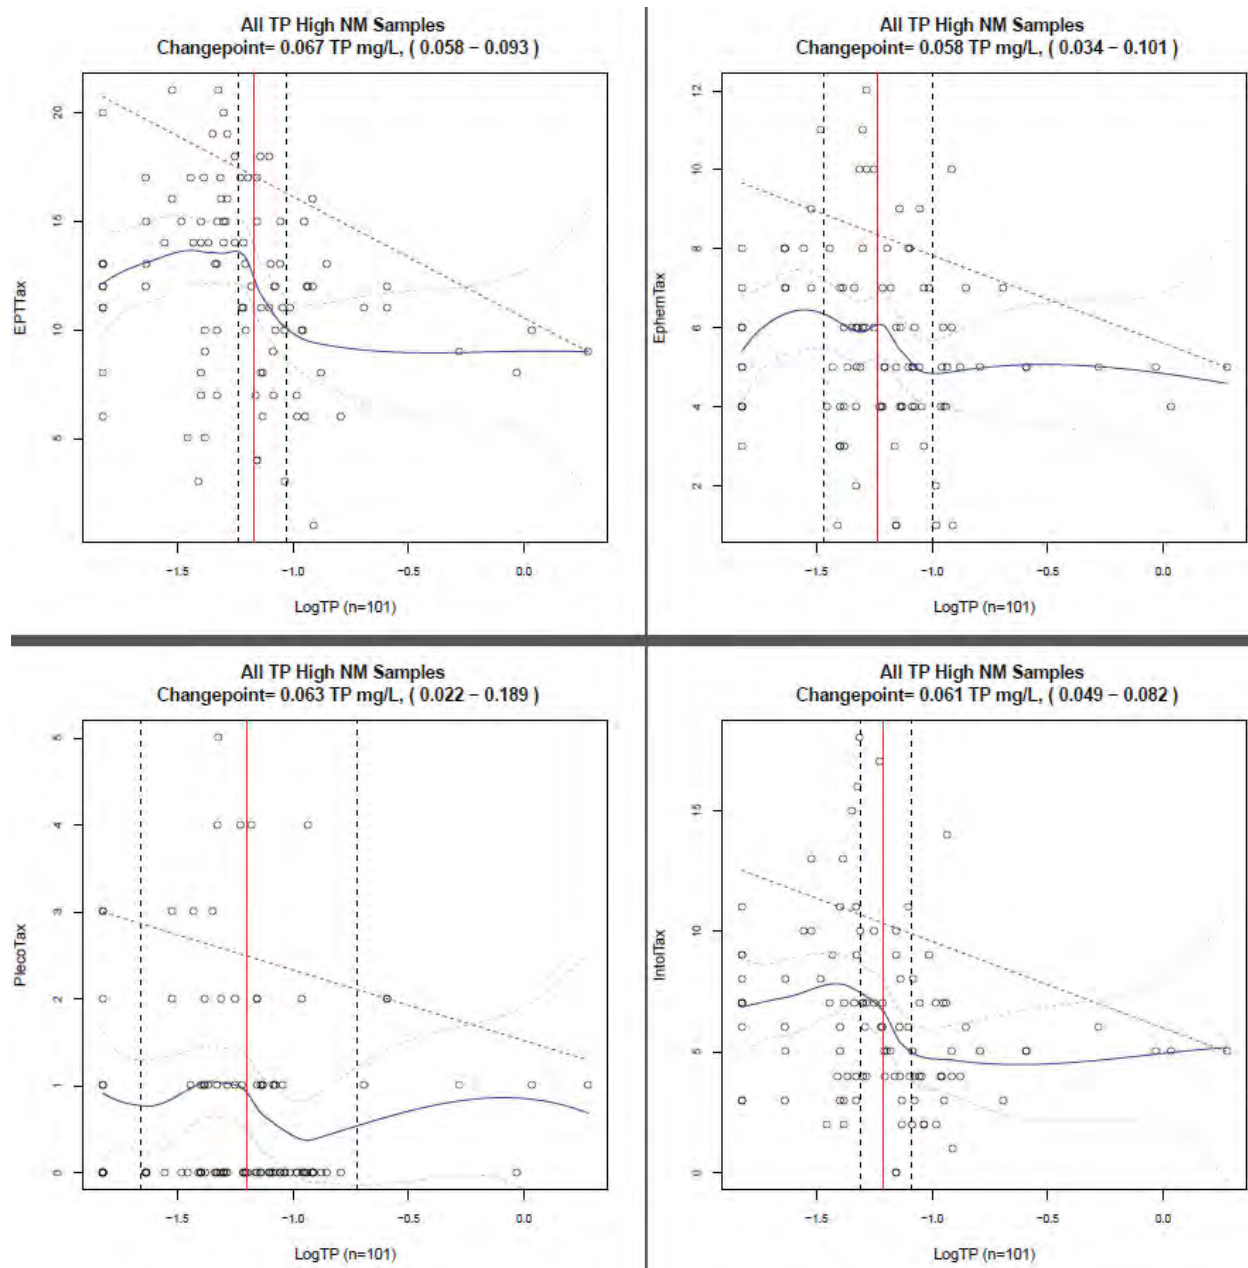 All TP High NM Samples
Changepoint= 0.067 TP mg/L, ( 0.058 − 0.093 )
20
15
10
5
EPTTax
−1.5 −1.0 −0.5 0.0
LogTP (n=101)
All TP High NM Samples
Changepoint= 0.058 TP mg/L, ( 0.034 − 0.101 )
12
10
8
6
4
2
EphemTax
−1.5 −1.0 −0.5 0.0
LogTP (n=101)
All TP High NM Samples
Changepoint= 0.063 TP mg/L, ( 0.022 − 0.189 )
5
4
3
2
1
0
PlecoTax
−1.5 −1.0 −0.5 0.0
LogTP (n=101)
All TP High NM Samples
Changepoint= 0.061 TP mg/L, ( 0.049 − 0.082 )
15
10
5
0
IntolTax
−1.5 −1.0 −0.5 0.0
LogTP (n=101)